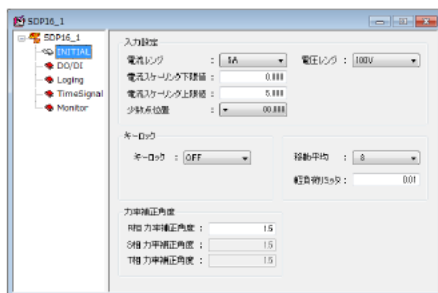 SDP16_1
SDP16_1
INITIAL
DO/DI
Loging
TimeSignal
Monitor
入力設定
電流レンジ : 5A
電圧レンジ : 100V
電流スケーリング下限値 : 0.000
電流スケーリング上限値 : 5.000
少数点位置 : 00.000
キーロック
キーロック : OFF
移動平均 : 8
軽負荷リミッタ : 0.01
力率補正角度
R相 力率補正角度 : 1.5
S相 力率補正角度 : 1.5
T相 力率補正角度 : 1.5